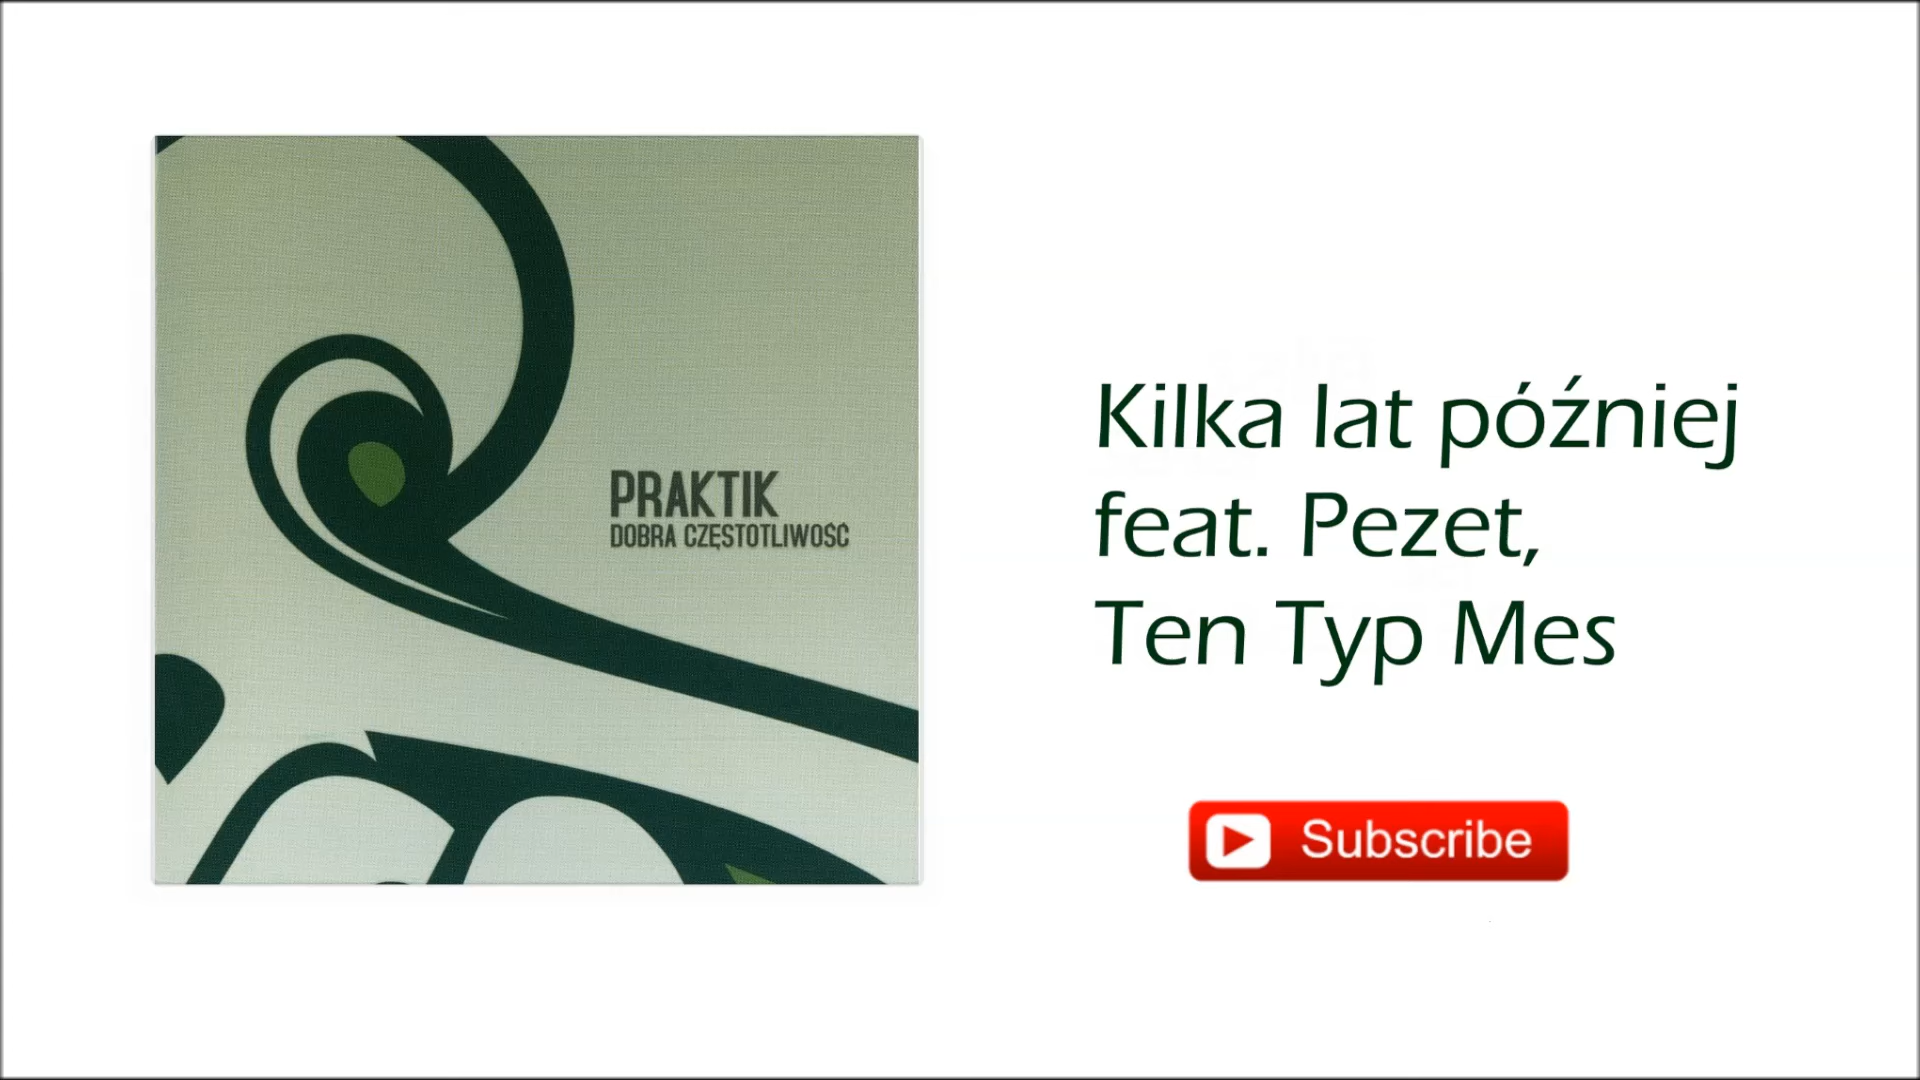 PRAKTIK
DOBRA CZĘSTOTLIWOŚĆ
Kilka lat później
feat. Pezet,
Ten Typ Mes
Subscribe